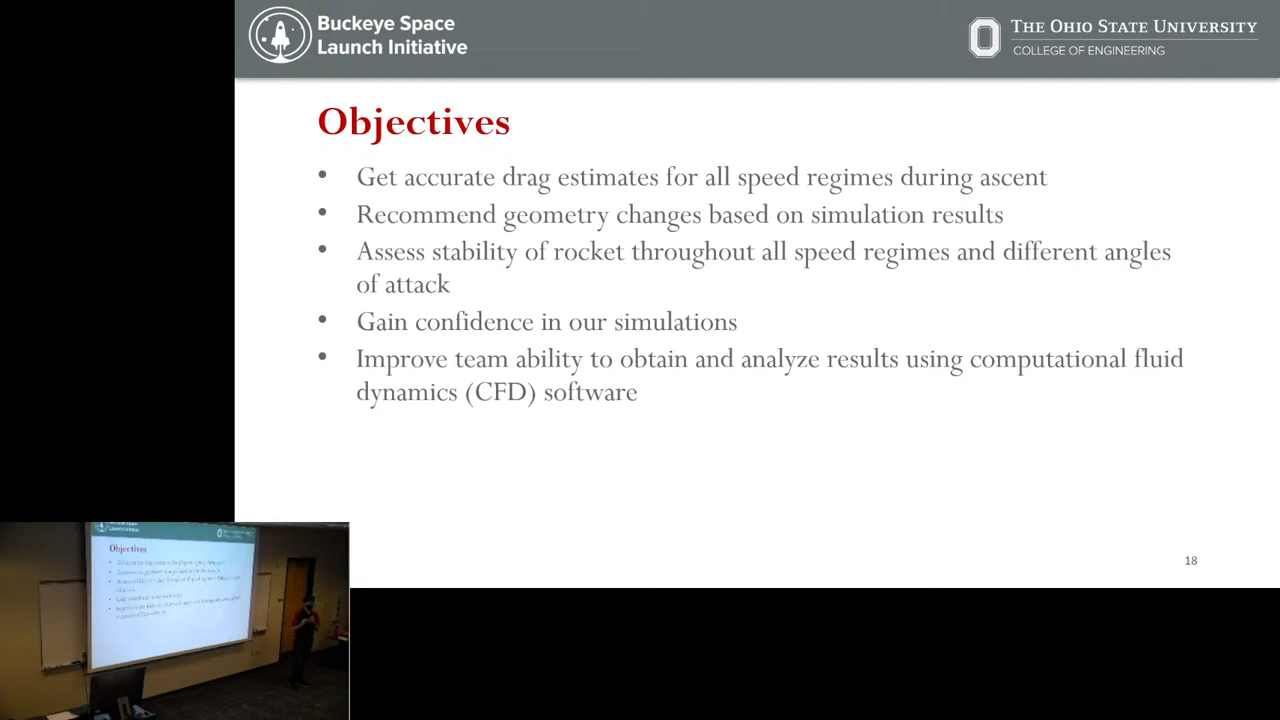 Buckeye Space
Launch Initiative
THE OHIO STATE UNIVERSITY
COLLEGE OF ENGINEERING
Objectives
• Get accurate drag estimates for all speed regimes during ascent
• Recommend geometry changes based on simulation results
• Assess stability of rocket throughout all speed regimes and different angles
of attack
• Gain confidence in our simulations
• Improve team ability to obtain and analyze results using computational fluid
dynamics (CFD) software
18
Objectives